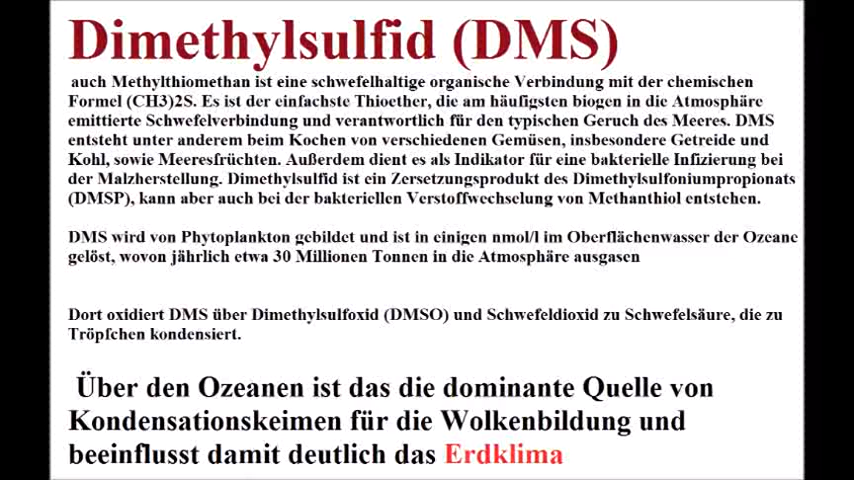 Dimethylsulfid (DMS)
auch Methylthiomethan ist eine schwefelhaltige organische Verbindung mit der chemischen
Formel (CH3)2S. Es ist der einfachste Thioether, die am häufigsten biogen in die Atmosphäre
emittierte Schwefelverbindung und verantwortlich für den typischen Geruch des Meeres. DMS
entsteht unter anderem beim Kochen von verschiedenen Gemüsen, insbesondere Getreide und
Kohl, sowie Meeresfrüchten. Außerdem dient es als Indikator für eine bakterielle Infizierung bei
der Malzherstellung. Dimethylsulfid ist ein Zersetzungsprodukt des Dimethylsulfoniumpropionats
(DMSP), kann aber auch bei der bakteriellen Verstoffwechselung von Methanthiol entstehen.
DMS wird von Phytoplankton gebildet und ist in einigen nmol/l im Oberflächenwasser der Ozeane
gelöst, wovon jährlich etwa 30 Millionen Tonnen in die Atmosphäre ausgasen
Dort oxidiert DMS über Dimethylsulfoxid (DMSO) und Schwefeldioxid zu Schwefelsäure, die zu
Tröpfchen kondensiert.
Über den Ozeanen ist das die dominante Quelle von
Kondensationskeimen für die Wolkenbildung und
beeinflusst damit deutlich das Erdklima